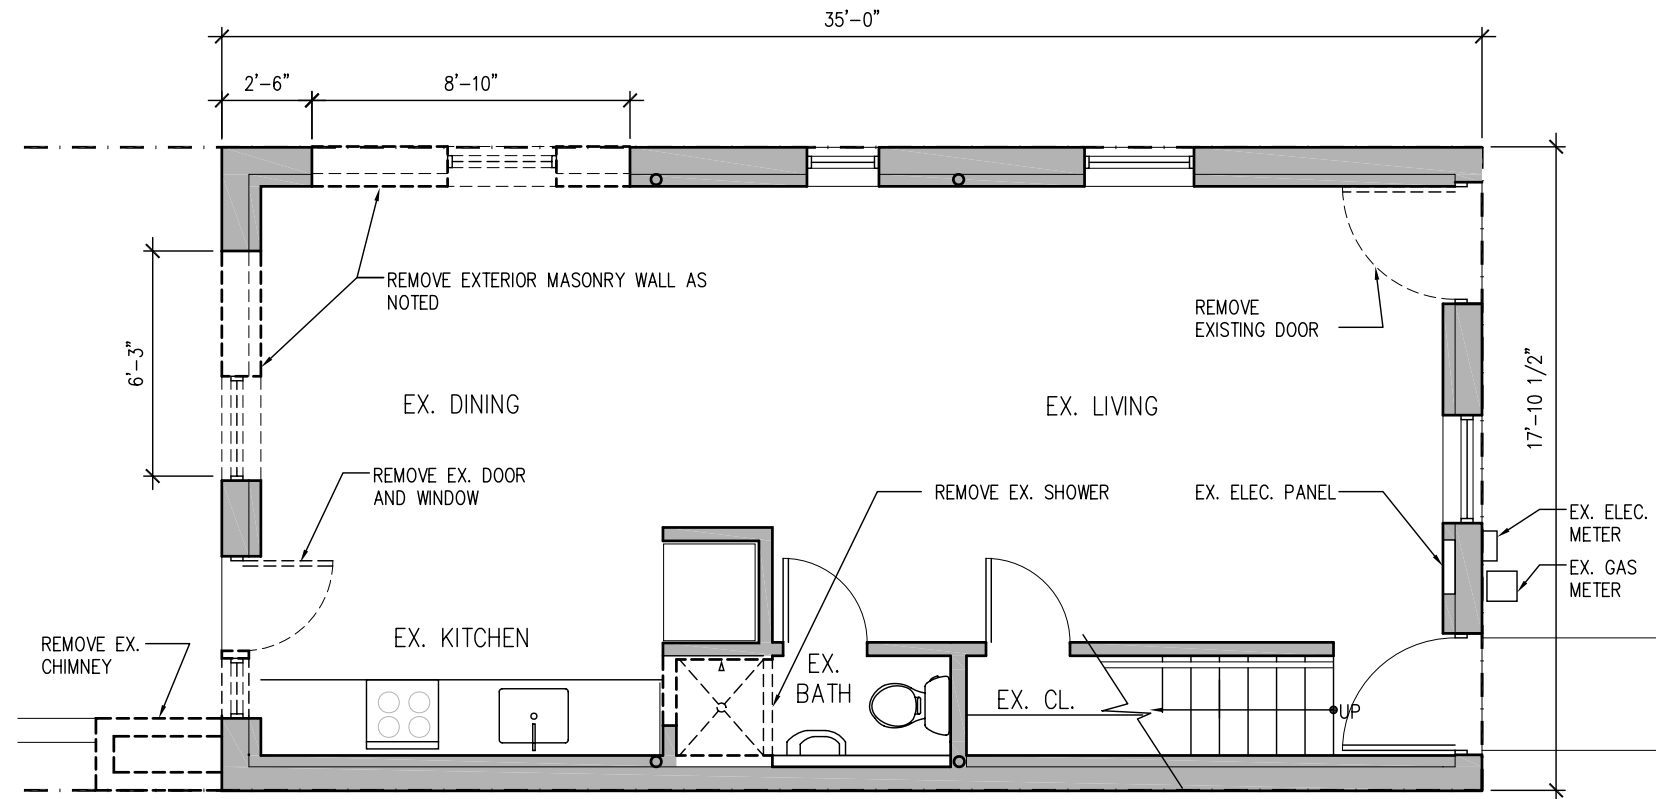 35'-0"
2'-6"
8'-10"
REMOVE EXTERIOR MASONRY WALL AS
NOTED
REMOVE
EXISTING DOOR
6'-3"
17'-10 1/2"
EX. DINING
EX. LIVING
REMOVE EX. DOOR
AND WINDOW
REMOVE EX. SHOWER
EX. ELEC. PANEL
EX. ELEC.
METER
EX. GAS
METER
REMOVE EX.
CHIMNEY
EX. KITCHEN
EX.
BATH
EX. CL.
UP